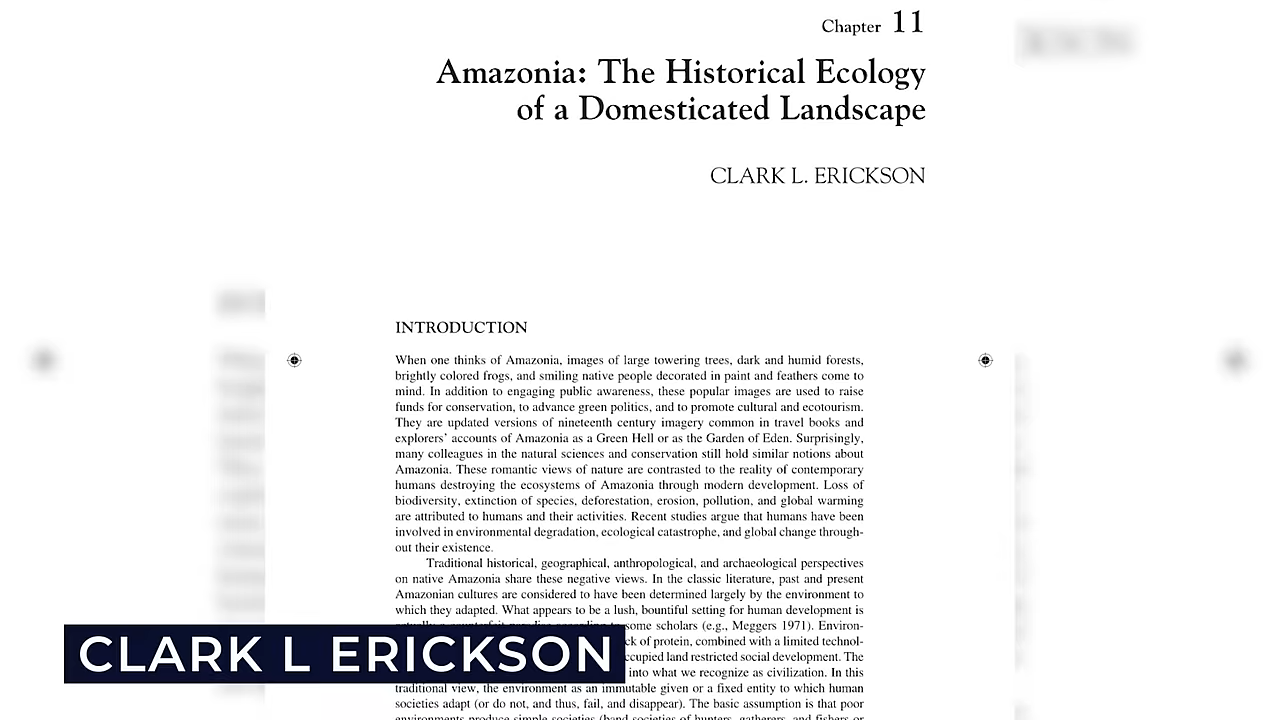 Chapter 11
Amazonia: The Historical Ecology
of a Domesticated Landscape
CLARK L. ERICKSON
INTRODUCTION
When one thinks of Amazonia, images of large towering trees, dark and humid forests,
brightly colored frogs, and smiling native people decorated in paint and feathers come to
mind. In addition to engaging public awareness, these popular images are used to raise
funds for conservation, to advance green politics, and to promote cultural and ecotourism.
They are updated versions of nineteenth century imagery common in travel books and
explorers' accounts of Amazonia as a Green Hell or as the Garden of Eden. Surprisingly,
many colleagues in the natural sciences and conservation still hold similar notions about
Amazonia. These romantic views of nature are contrasted to the reality of contemporary
humans destroying the ecosystems of Amazonia through modern development. Loss of
biodiversity, extinction of species, deforestation, erosion, pollution, and global warming
are attributed to humans and their activities. Recent studies argue that humans have been
involved in environmental degradation, ecological catastrophe, and global change through-
out their existence.
Traditional historical, geographical, anthropological, and archaeological perspectives
on native Amazonia share these negative views. In the classic literature, past and present
Amazonian cultures are considered to have been determined largely by the environment to
which they adapted. What appears to be a lush, bountiful setting for human development is
some scholars (e.g., Meggers 1971). Environ-
of protein, combined with a limited technol-
land restricted social development. The
into what we recognize as civilization. In this
traditional view, the environment as an immutable given or a fixed entity to which human
societies adapt (or do not, and thus, fail, and disappear). The basic assumption is that poor
environments produce simple societies (band societies of hunters, gatherers, and fishers or
CLARK L ERICKSON